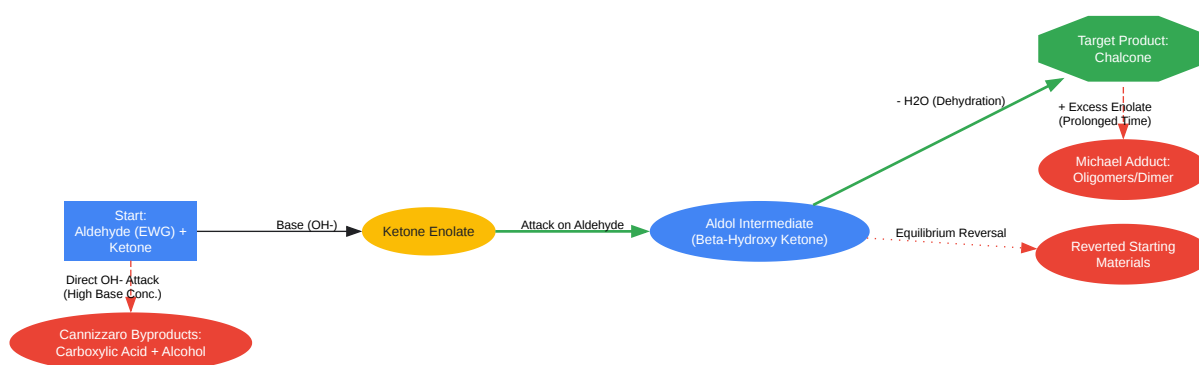 Target Product:
Chalcone
- H2O (Dehydration)
+ Excess Enolate
(Prolonged Time)
Michael Adduct:
Oligomers/Dimer
Start:
Aldehyde (EWG) +
Ketone
Base (OH-)
Ketone Enolate
Attack on Aldehyde
Aldol Intermediate
(Beta-Hydroxy Ketone)
Equilibrium Reversal
Reverted Starting
Materials
Direct OH- Attack
(High Base Conc.)
Cannizzaro Byproducts:
Carboxylic Acid + Alcohol